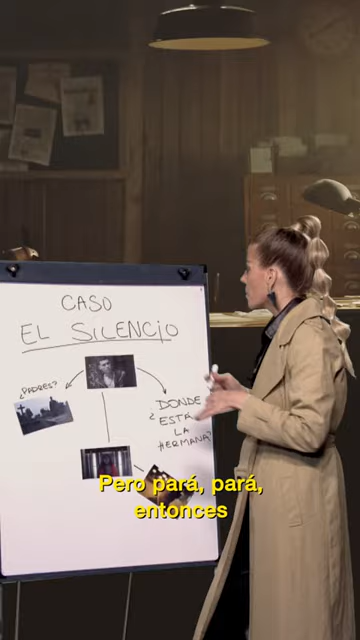 CASO
EL SILENCIO
¿PADRES?
DONDE
¿ESTÁ
LA
HERMANA?
Pero pará, pará,
entonces